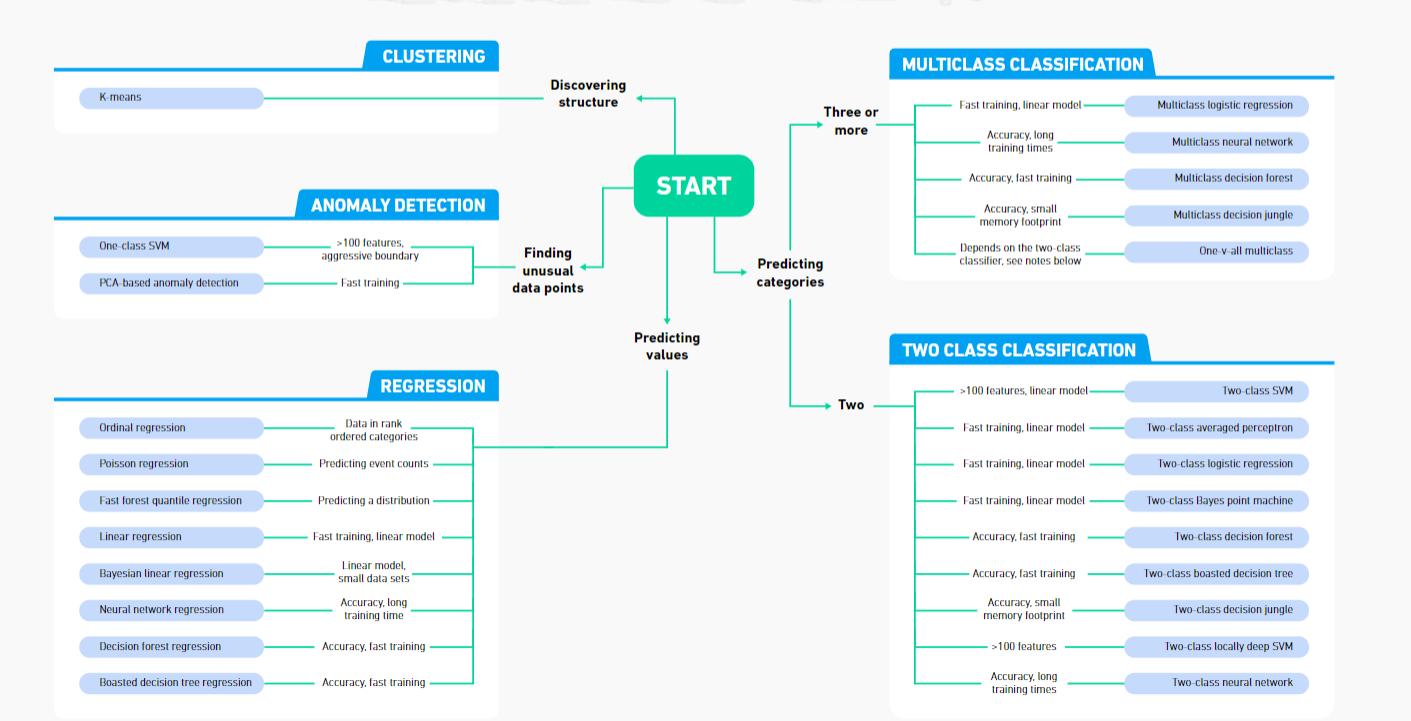 CLUSTERING
K-means
Discovering
structure
START
ANOMALY DETECTION
One-class SVM
>100 features,
aggressive boundary
PCA-based anomaly detection
Fast training
Finding
unusual
data points
Predicting
values
REGRESSION
Ordinal regression
Data in rank
ordered categories
Poisson regression
Predicting event counts
Fast forest quantile regression
Predicting a distribution
Linear regression
Fast training, linear model
Bayesian linear regression
Linear model,
small data sets
Neural network regression
Accuracy, long
training time
Decision forest regression
Accuracy, fast training
Boasted decision tree regression
Accuracy, fast training
Predicting
categories
Three or
more
MULTICLASS CLASSIFICATION
Fast training, linear model
Multiclass logistic regression
Accuracy, long
training times
Multiclass neural network
Accuracy, fast training
Multiclass decision forest
Accuracy, small
memory footprint
Multiclass decision jungle
Depends on the two-class
classifier, see notes below
One-v-all multiclass
Two
TWO CLASS CLASSIFICATION
>100 features, linear model
Two-class SVM
Fast training, linear model
Two-class averaged perceptron
Fast training, linear model
Two-class logistic regression
Fast training, linear model
Two-class Bayes point machine
Accuracy, fast training
Two-class decision forest
Accuracy, fast training
Two-class boasted decision tree
Accuracy, small
memory footprint
Two-class decision jungle
>100 features
Two-class locally deep SVM
Accuracy, long
training times
Two-class neural network